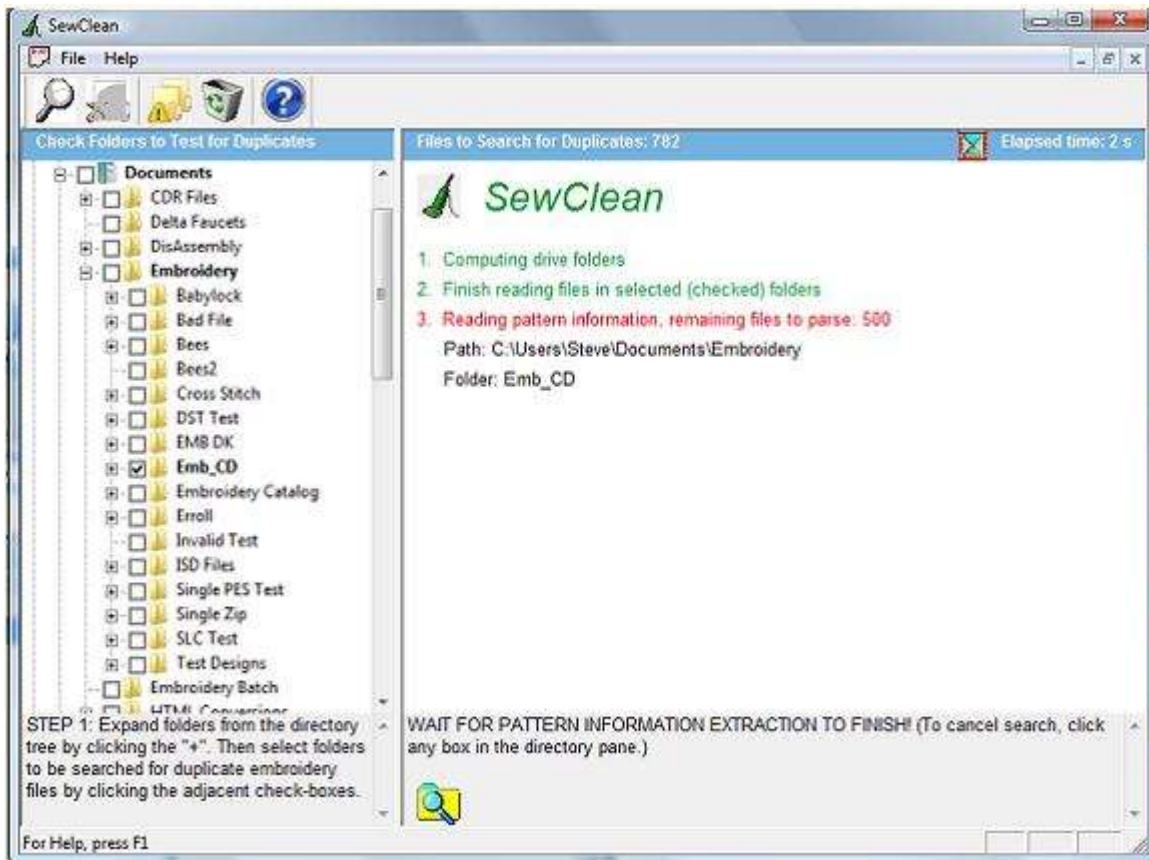 SewClean
File Help
Check Folders to Test for Duplicates
Documents
CDR Files
Delta Faucets
DisAssembly
Embroidery
Babylock
Bad File
Bees
Bees2
Cross Stitch
DST Test
EMB DK
Emb_CD
Embroidery Catalog
Erroll
Invalid Test
ISD Files
Single PES Test
Single Zip
SLC Test
Test Designs
Embroidery Batch
HTML Conversions
STEP 1: Expand folders from the directory
tree by clicking the "+". Then select folders
to be searched for duplicate embroidery
files by clicking the adjacent check-boxes.
Files to Search for Duplicates: 782
Elapsed time: 2 s
SewClean
1. Computing drive folders
2. Finish reading files in selected (checked) folders
3. Reading pattern information, remaining files to parse: 500
Path: C:\Users\Steve\Documents\Embroidery
Folder: Emb_CD
WAIT FOR PATTERN INFORMATION EXTRACTION TO FINISH! (To cancel search, click
any box in the directory pane.)
For Help, press F1